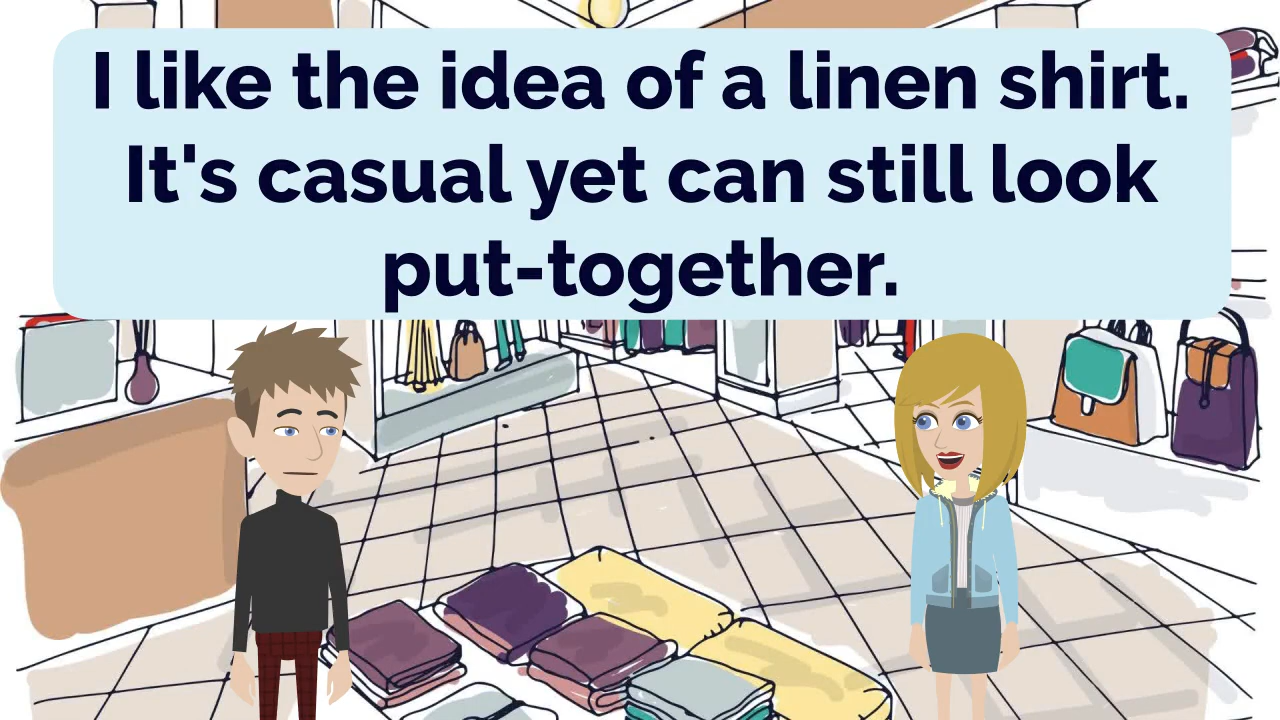 I like the idea of a linen shirt.
It's casual yet can still look
put-together.